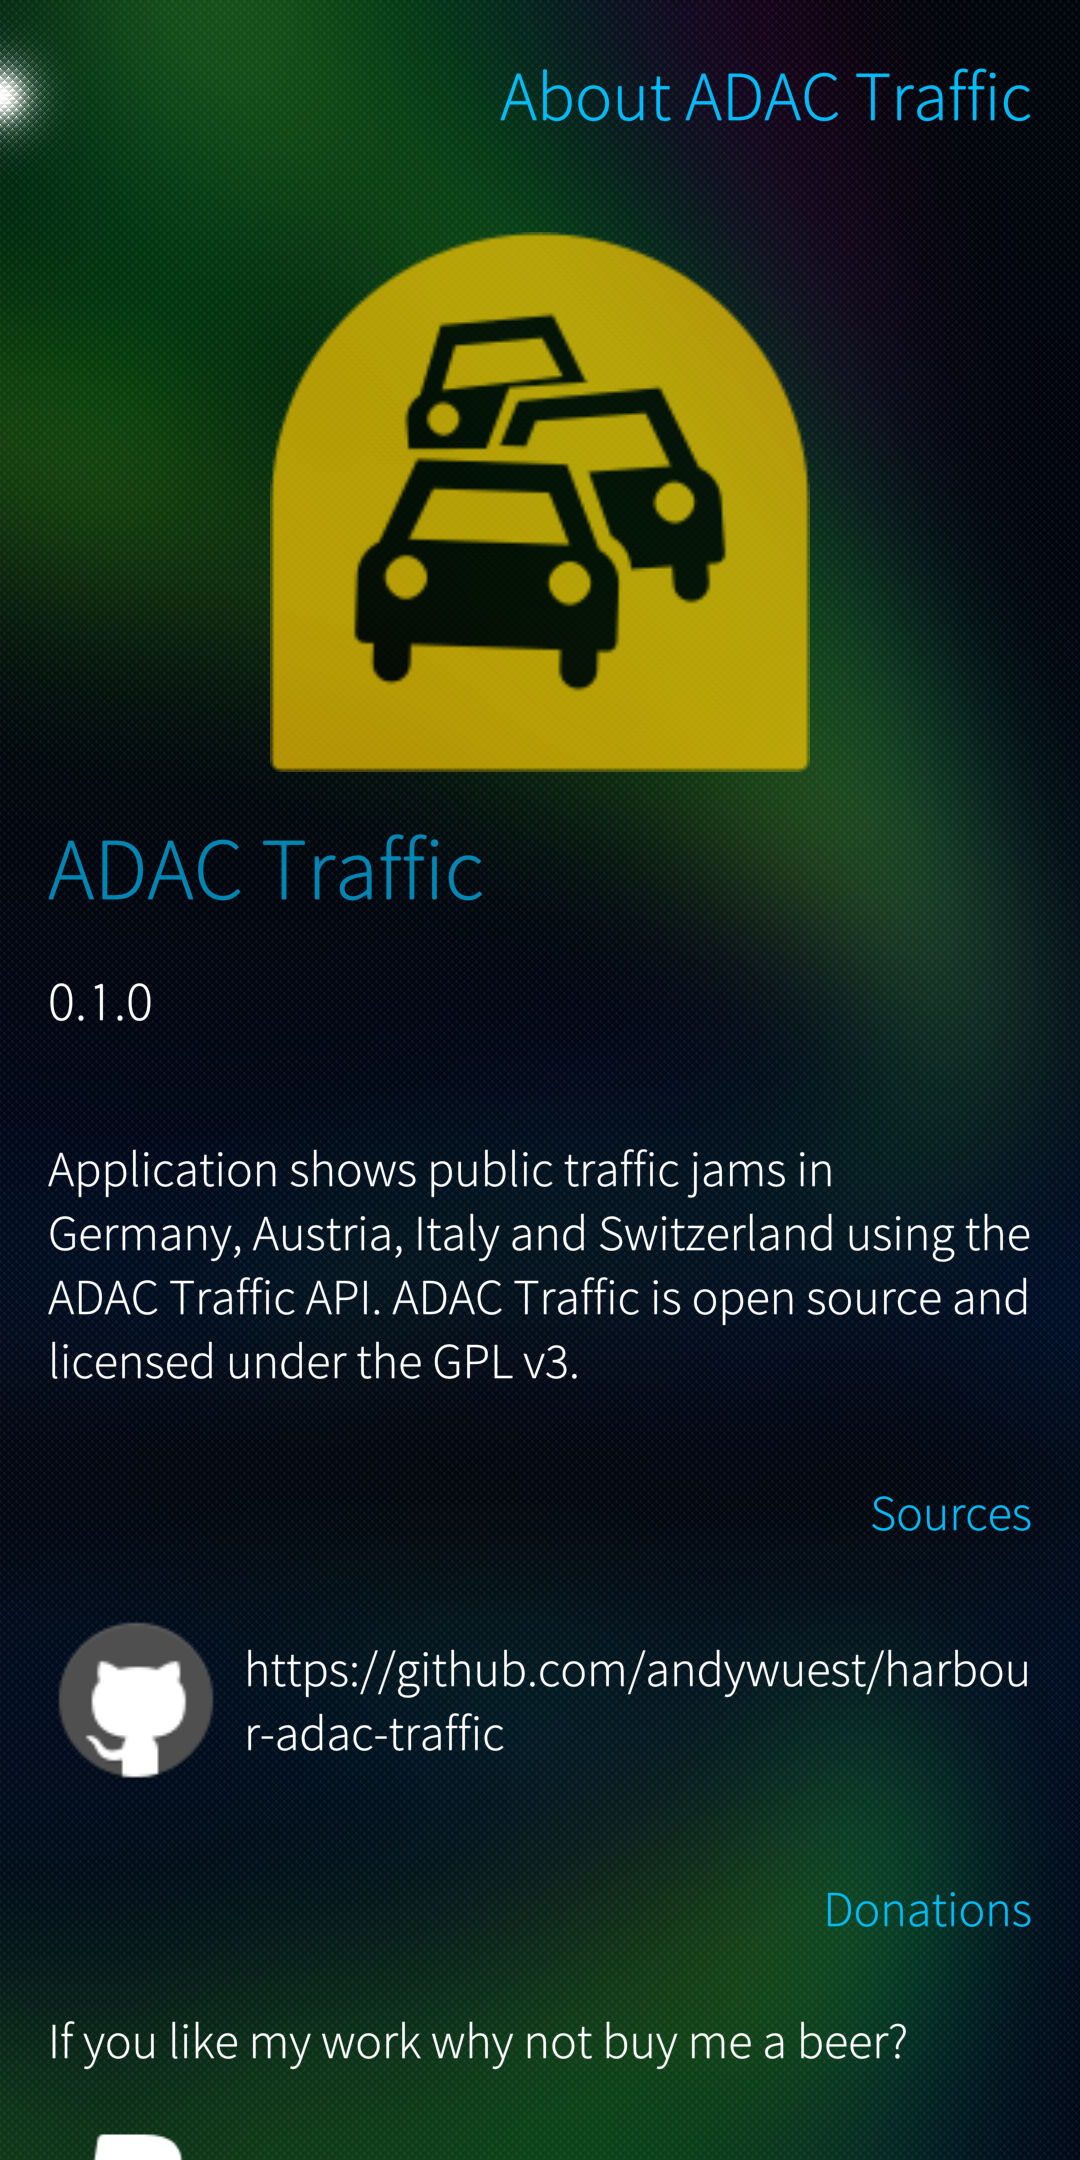 About ADAC Traffic
ADAC Traffic
0.1.0
Application shows public traffic jams in
Germany, Austria, Italy and Switzerland using the
ADAC Traffic API. ADAC Traffic is open source and
licensed under the GPL v3.
Sources
https://github.com/andywuest/harbou
r-adac-traffic
Donations
If you like my work why not buy me a beer?